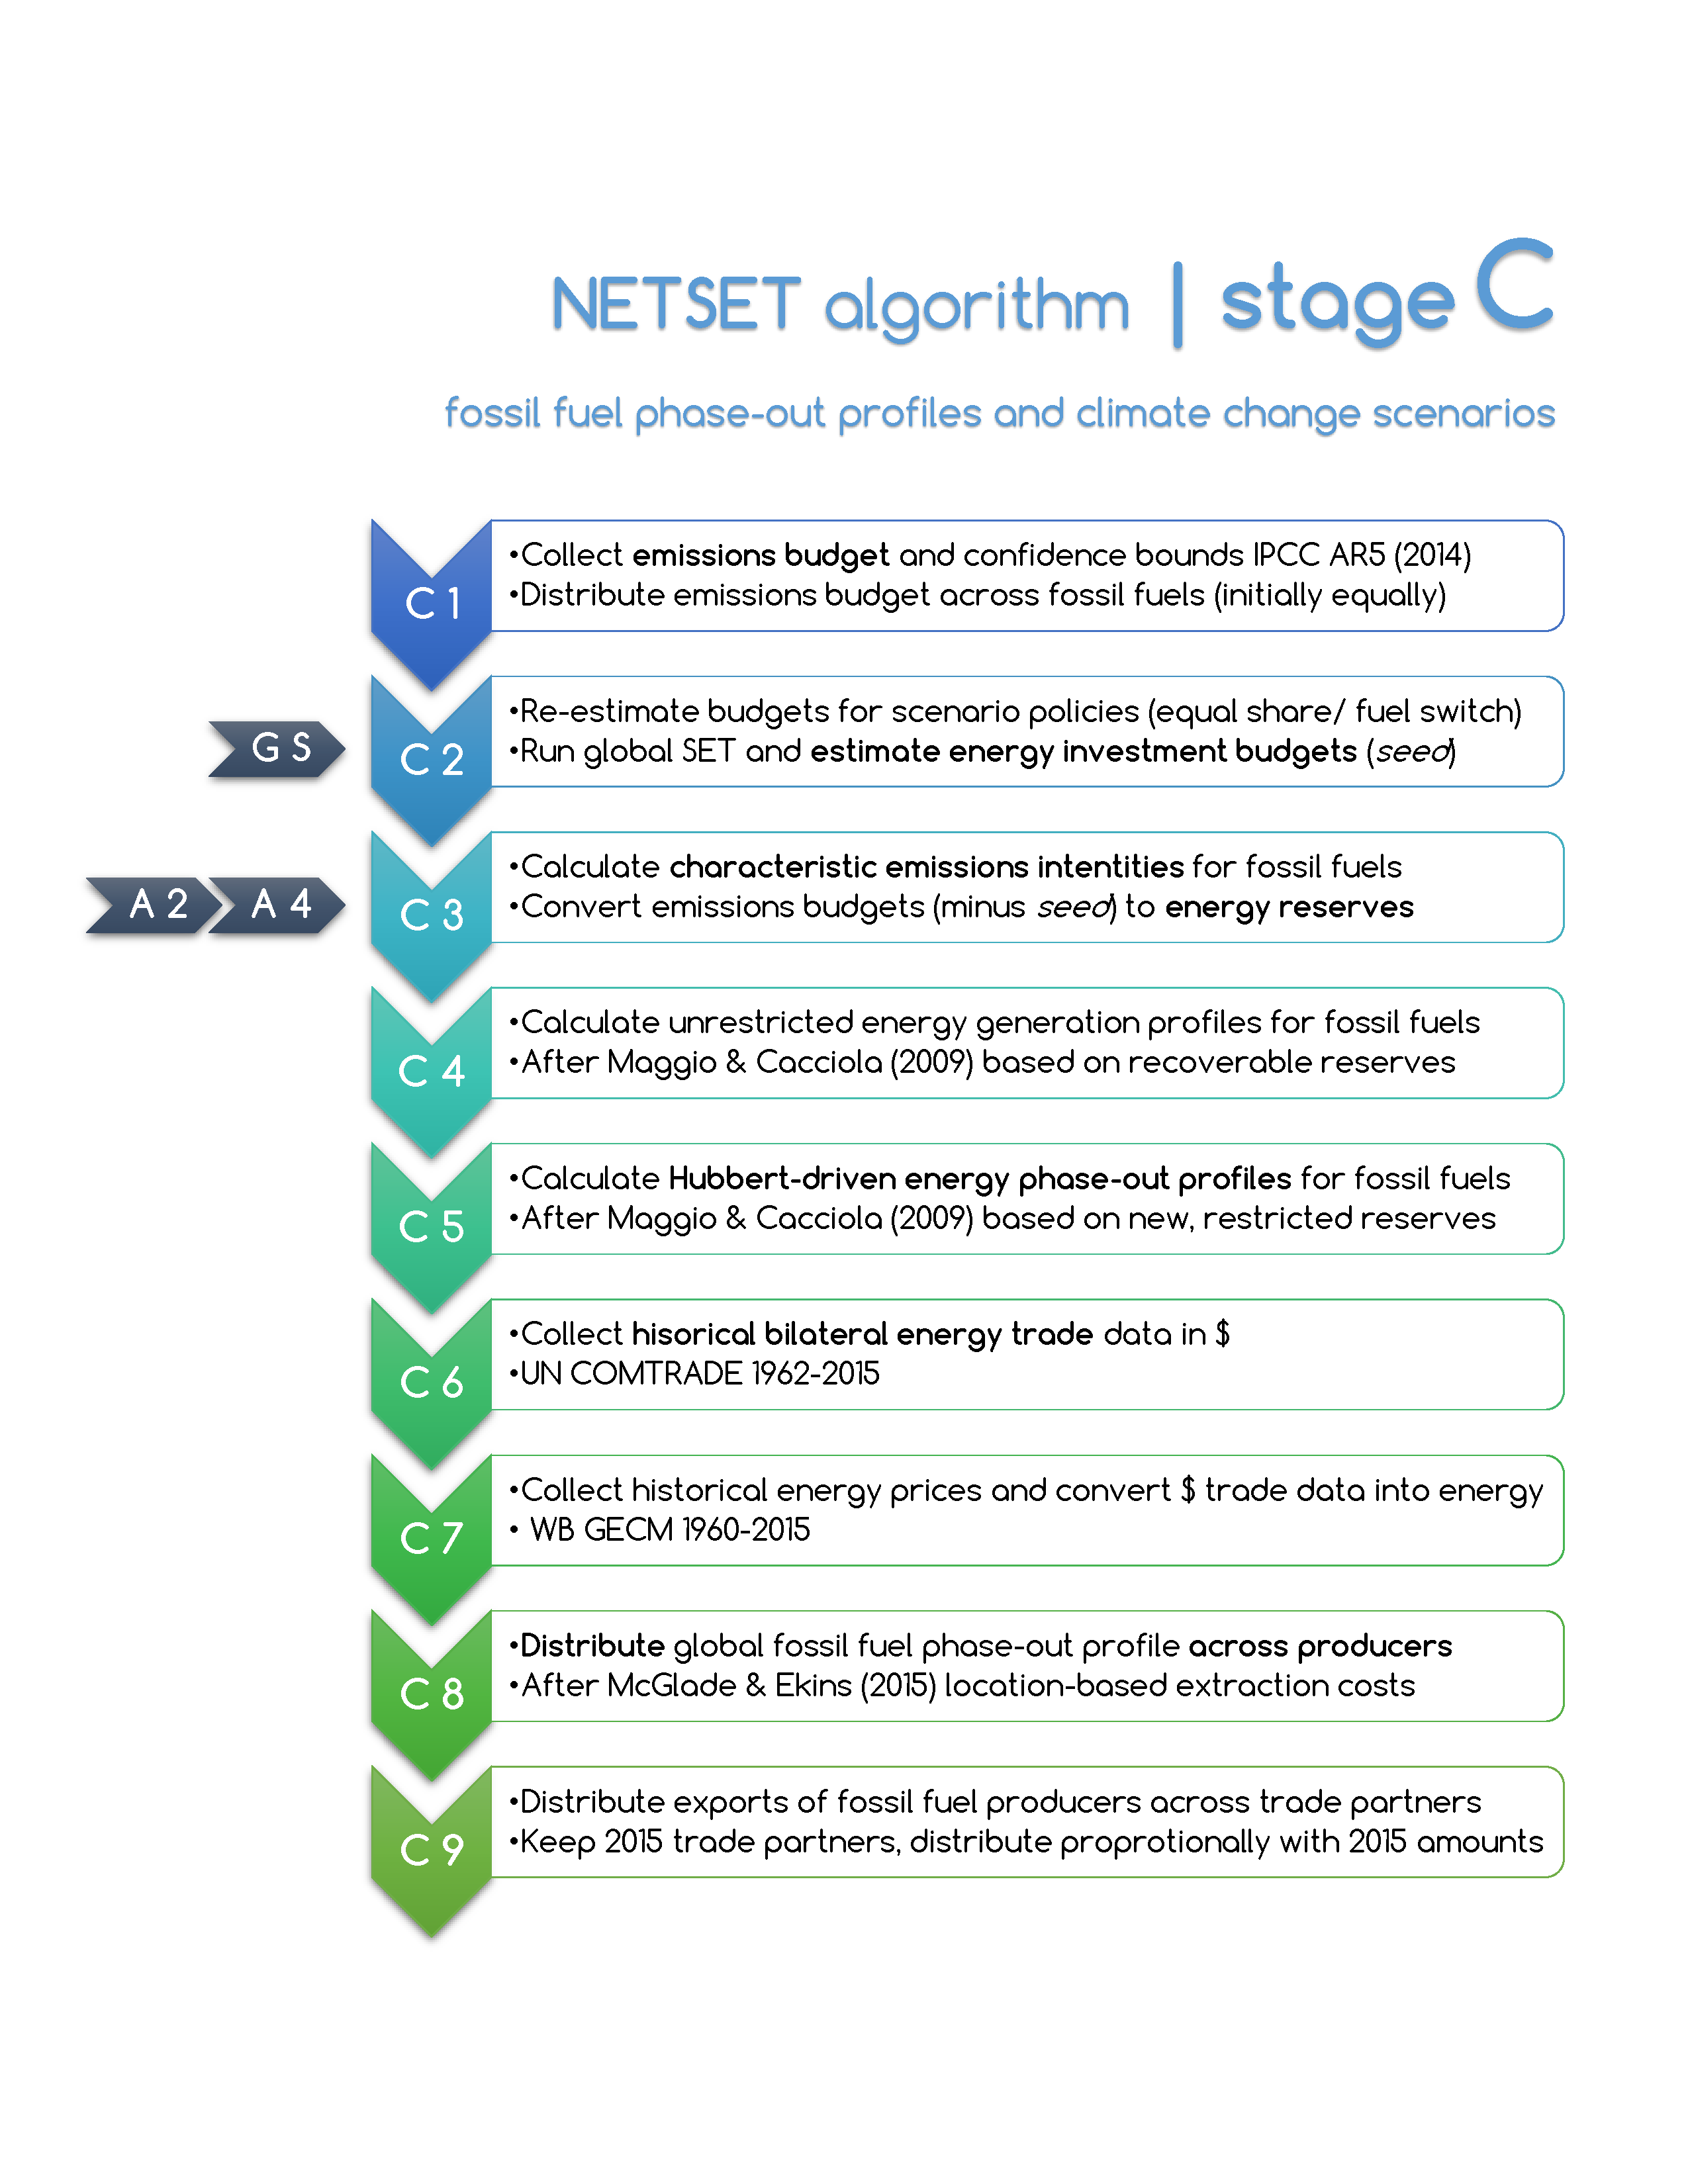 NETSET algorithm | stage C
fossil fuel phase-out profiles and climate change scenarios
C 1
•Collect emissions budget and confidence bounds IPCC AR5 (2014)
•Distribute emissions budget across fossil fuels (initially equally)
G S
C 2
•Re-estimate budgets for scenario policies (equal share/ fuel switch)
•Run global SET and estimate energy investment budgets (seed)
A 2
A 4
C 3
•Calculate characteristic emissions intentities for fossil fuels
•Convert emissions budgets (minus seed) to energy reserves
C 4
•Calculate unrestricted energy generation profiles for fossil fuels
•After Maggio & Cacciola (2009) based on recoverable reserves
C 5
•Calculate Hubbert-driven energy phase-out profiles for fossil fuels
•After Maggio & Cacciola (2009) based on new, restricted reserves
C 6
•Collect hisorical bilateral energy trade data in $
•UN COMTRADE 1962-2015
C 7
•Collect historical energy prices and convert $ trade data into energy
• WB GECM 1960-2015
C 8
•Distribute global fossil fuel phase-out profile across producers
•After McGlade & Ekins (2015) location-based extraction costs
C 9
•Distribute exports of fossil fuel producers across trade partners
•Keep 2015 trade partners, distribute proprotionally with 2015 amounts